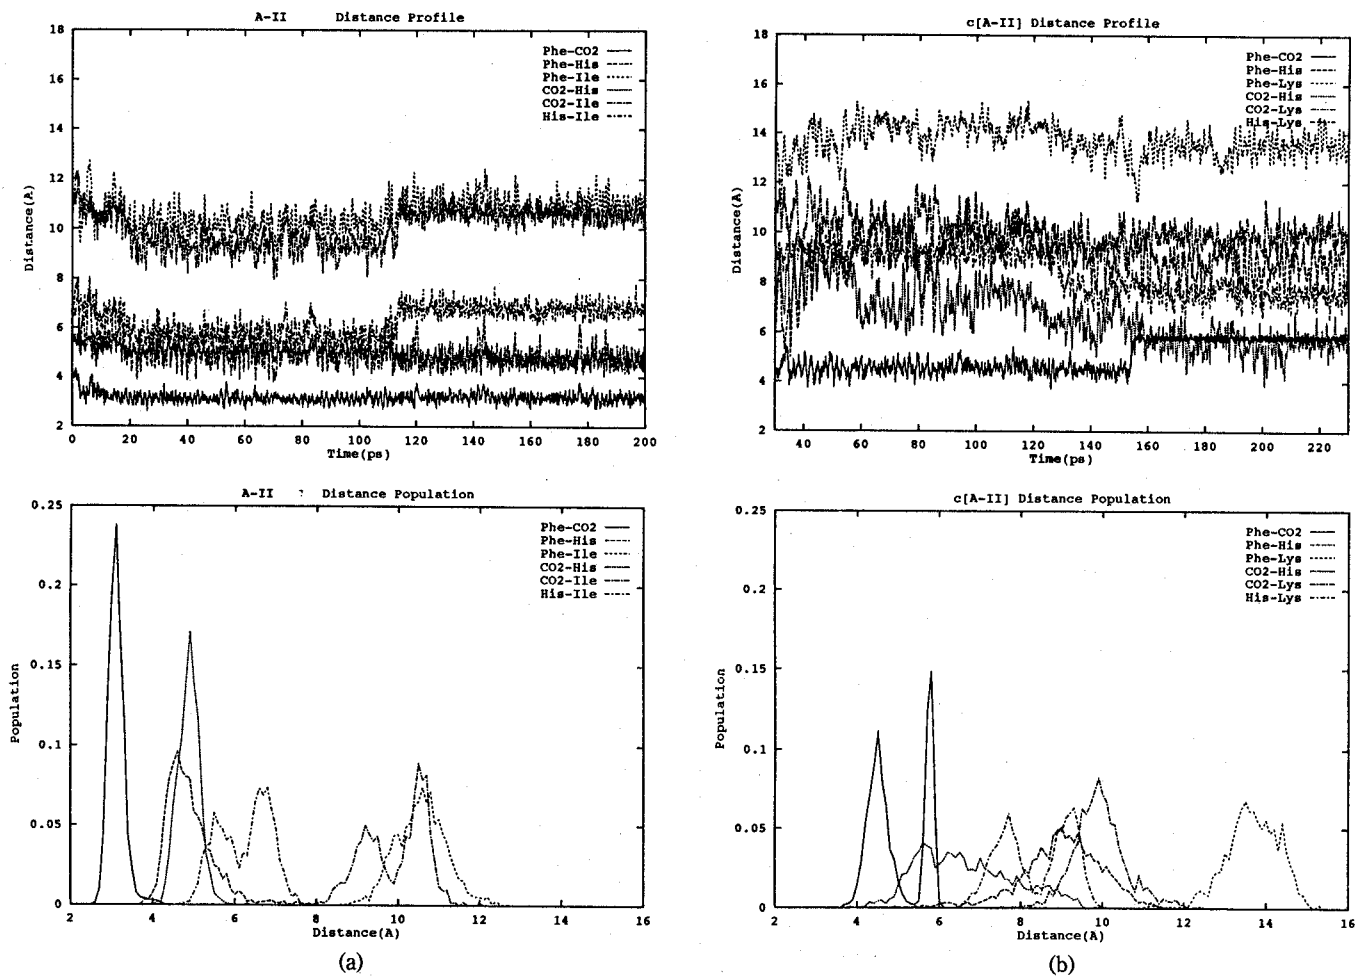 A-II Distance Profile
18
16
14
12
10
8
6
4
2
Distance(A)
Phe-CO2
Phe-His
Phe-Ile
CO2-His
CO2-Ile
His-Ile
0 20 40 60 80 100 120 140 160 180 200
Time(ps)
c[A-II] Distance Profile
18
16
14
12
10
8
6
4
2
Distance(A)
Phe-CO2
Phe-His
Phe-Lys
CO2-His
CO2-Lys
His-Lys
40 60 80 100 120 140 160 180 200 220
Time(ps)
A-II Distance Population
0.25
0.2
0.15
0.1
0.05
0
Population
Phe-CO2
Phe-His
Phe-Ile
CO2-His
CO2-Ile
His-Ile
2 4 6 8 10 12 14 16
Distance(A)
(a)
c[A-II] Distance Population
0.25
0.2
0.15
0.1
0.05
0
Population
Phe-CO2
Phe-His
Phe-Lys
CO2-His
CO2-Lys
His-Lys
2 4 6 8 10 12 14 16
Distance(A)
(b)